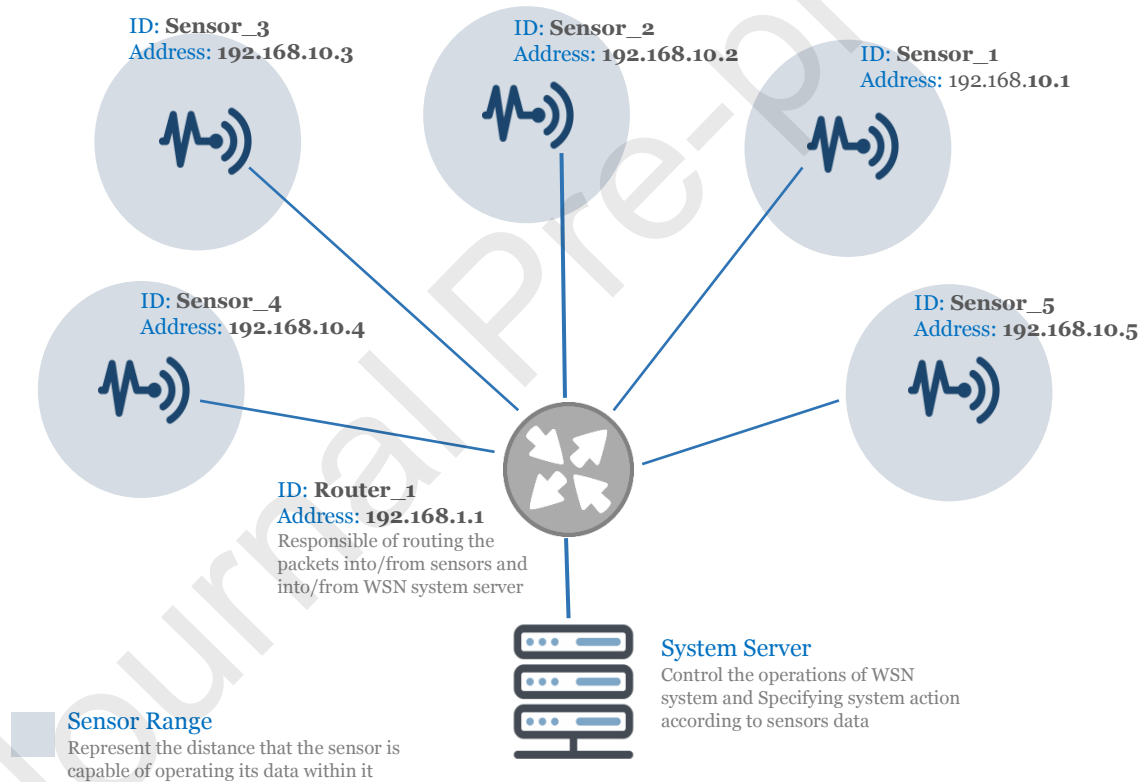 ID: Sensor_3
Address: 192.168.10.3
ID: Sensor_2
Address: 192.168.10.2
ID: Sensor_1
Address: 192.168.10.1
ID: Sensor_4
Address: 192.168.10.4
ID: Sensor_5
Address: 192.168.10.5
ID: Router_1
Address: 192.168.1.1
Responsible of routing the
packets into/from sensors and
into/from WSN system server
System Server
Control the operations of WSN
system and Specifying system action
according to sensors data
Sensor Range
Represent the distance that the sensor is
capable of operating its data within it
Journal Pre-p